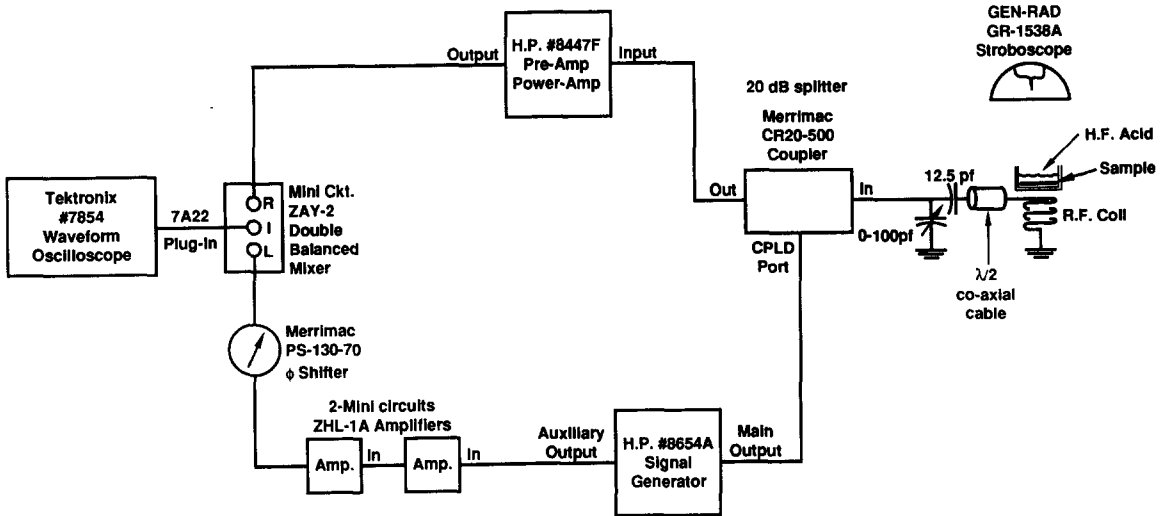 GEN-RAD
GR-1538A
Stroboscope
H.P. #8447F
Pre-Amp
Power-Amp
Output
Input
20 dB splitter
Merrimac
CR20-500
Coupler
H.F. Acid
Sample
Out
In
12.5 pf
R.F. Coil
0-100pf
CPLD
Port
λ/2
co-axial
cable
Tektronix
#7854
Waveform
Oscilloscope
7A22
Plug-In
R
I
L
Mini Ckt.
ZAY-2
Double
Balanced
Mixer
Merrimac
PS-130-70
ϕ Shifter
2-Mini circuits
ZHL-1A Amplifiers
Amp.
In
Amp.
In
Auxiliary
Output
H.P. #8654A
Signal
Generator
Main
Output